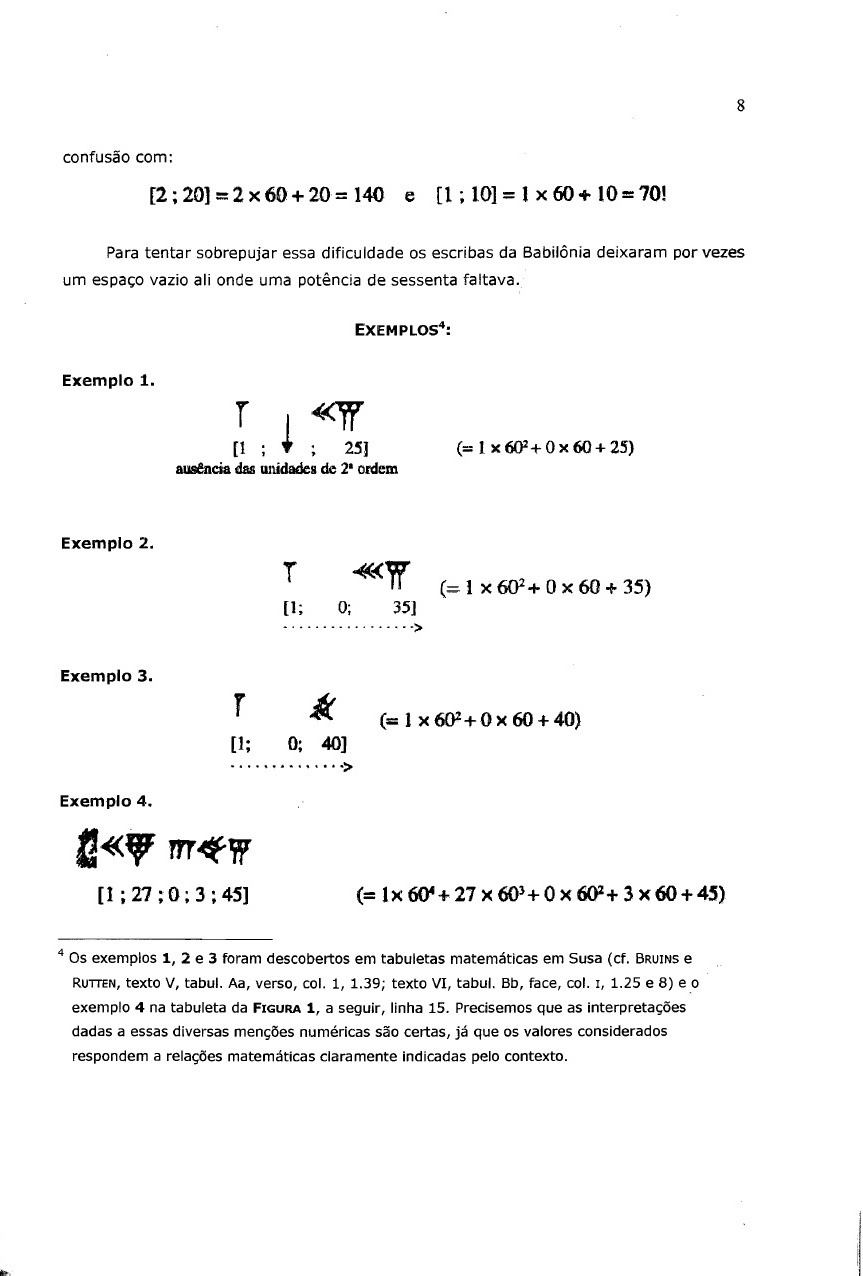 8
confusão com:
[2 ; 20] = 2 x 60 + 20 = 140 e [1 ; 10] = 1 x 60 + 10 = 70!
Para tentar sobrepujar essa dificuldade os escribas da Babilônia deixaram por vezes
um espaço vazio ali onde uma potência de sessenta faltava.
EXEMPLOS⁴:
Exemplo 1.
[1 ; ; 25] (= 1 x 60² + 0 x 60 + 25)
ausência das unidades de 2ª ordem
Exemplo 2.
(= 1 x 60² + 0 x 60 + 35)
[1; 0; 35]
Exemplo 3.
(= 1 x 60² + 0 x 60 + 40)
[1; 0; 40]
Exemplo 4.
[1 ; 27 ; 0 ; 3 ; 45] (= 1x 60⁴ + 27 x 60³ + 0 x 60² + 3 x 60 + 45)
⁴ Os exemplos 1, 2 e 3 foram descobertos em tabuletas matemáticas em Susa (cf. BRUINS e
RUTTEN, texto V, tabul. Aa, verso, col. 1, 1.39; texto VI, tabul. Bb, face, col. I, 1.25 e 8) e o
exemplo 4 na tabuleta da FIGURA 1, a seguir, linha 15. Precisemos que as interpretações
dadas a essas diversas menções numéricas são certas, já que os valores considerados
respondem a relações matemáticas claramente indicadas pelo contexto.